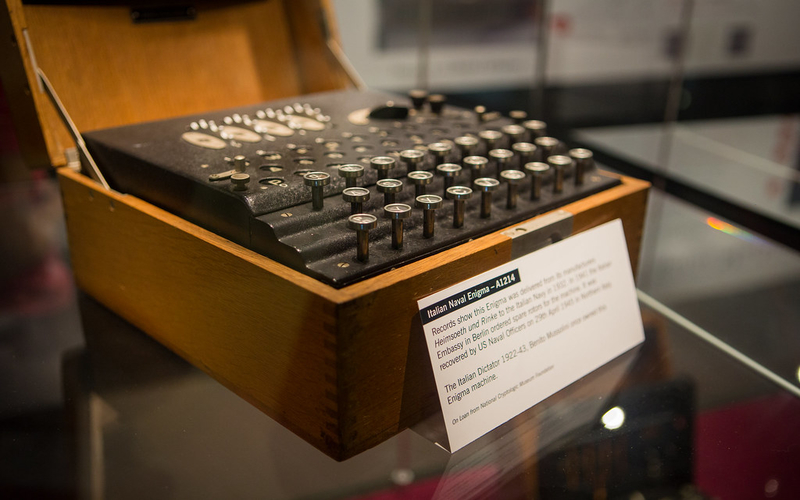 Italian Naval Enigma – A1214
Records show this Enigma was delivered from its manufacturers
Heimsoeth und Rinke to the Italian Navy in 1932. In 1941, the Italian
Embassy in Berlin ordered spare rotors for the machine. It was
recovered by US Naval Officers on 29th April 1945 in Northern Italy.
The Italian Dictator 1922-43, Benito Mussolini once owned this
Enigma machine.
On Loan from National Cryptologic Museum Foundation